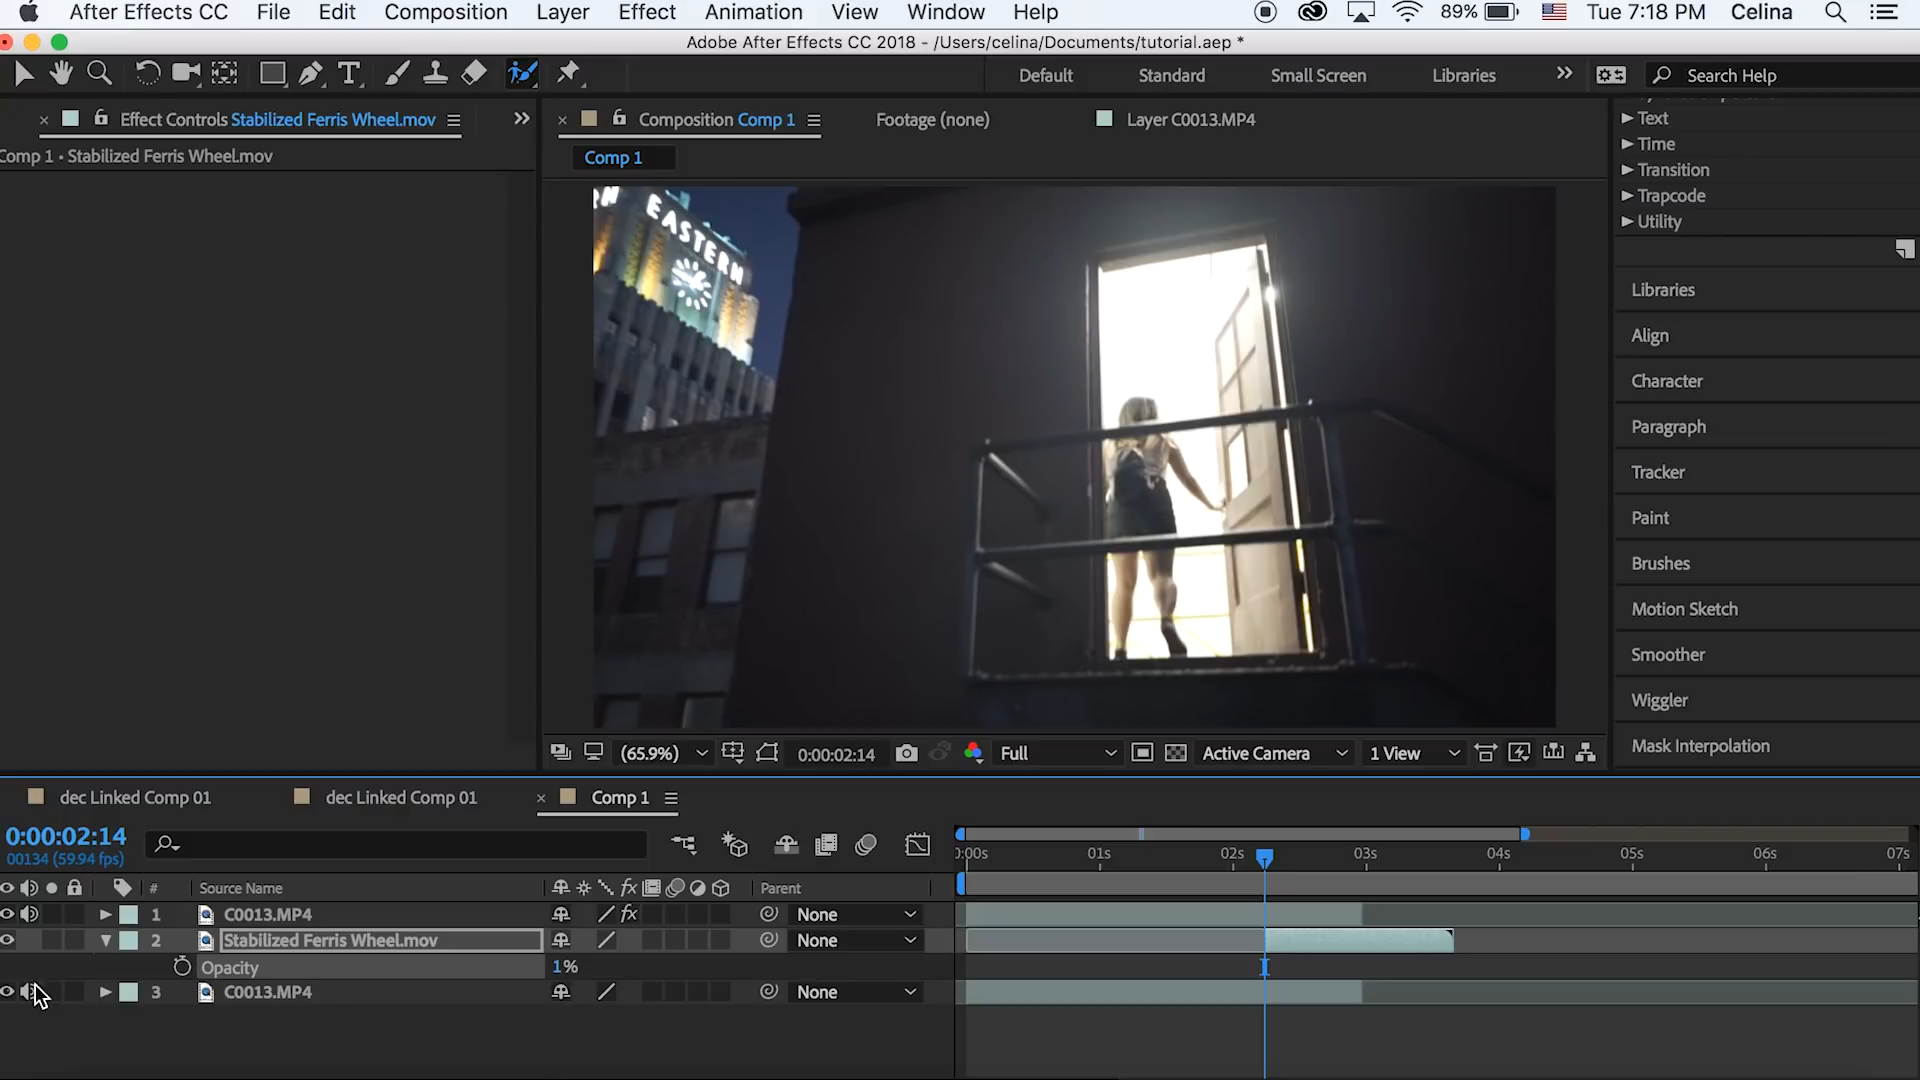 After Effects CC File Edit Composition Layer Effect Animation View Window Help 89% Tue 7:18 PM Celina
Adobe After Effects CC 2018 - /Users/celina/Documents/tutorial.aep *
Default Standard Small Screen Libraries Search Help
Effect Controls Stabilized Ferris Wheel.mov
Composition Comp 1 Footage (none) Layer C0013.MP4
Comp 1 • Stabilized Ferris Wheel.mov
Comp 1
Text
Time
Transition
Trapcode
Utility
EASTERN
Libraries
Align
Character
Paragraph
Tracker
Paint
Brushes
Motion Sketch
Smoother
Wiggler
Mask Interpolation
(65.9%) 0:00:02:14 Full Active Camera 1 View
dec Linked Comp 01 dec Linked Comp 01 Comp 1
0:00:02:14
00134 (59.94 fps)
0:00s 01s 02s 03s 04s 05s 06s 07s
# Source Name fx Parent
1 C0013.MP4 fx None
2 Stabilized Ferris Wheel.mov None
Opacity 1%
3 C0013.MP4 None